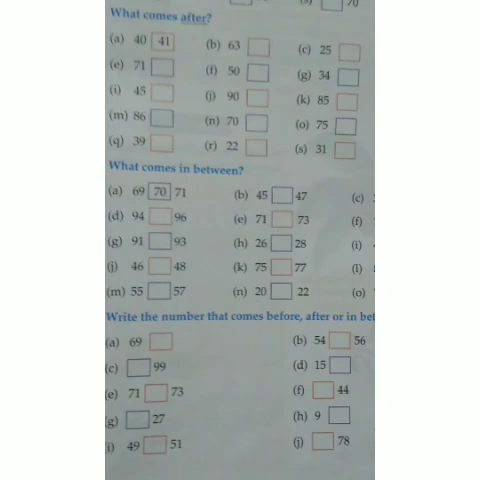 70
What comes after?
(a) 40 41 (b) 63 (c) 25
(e) 71 (f) 50 (g) 34
(i) 45 (j) 90 (k) 85
(m) 86 (n) 70 (o) 75
(q) 39 (r) 22 (s) 31
What comes in between?
(a) 69 70 71 (b) 45 47 (c)
(d) 94 96 (e) 71 73 (f)
(g) 91 93 (h) 26 28 (i)
(j) 46 48 (k) 75 77 (l)
(m) 55 57 (n) 20 22 (o)
Write the number that comes before, after or in bet
(a) 69 (b) 54 56
(c) 99 (d) 15
(e) 71 73 (f) 44
(g) 27 (h) 9
(i) 49 51 (j) 78